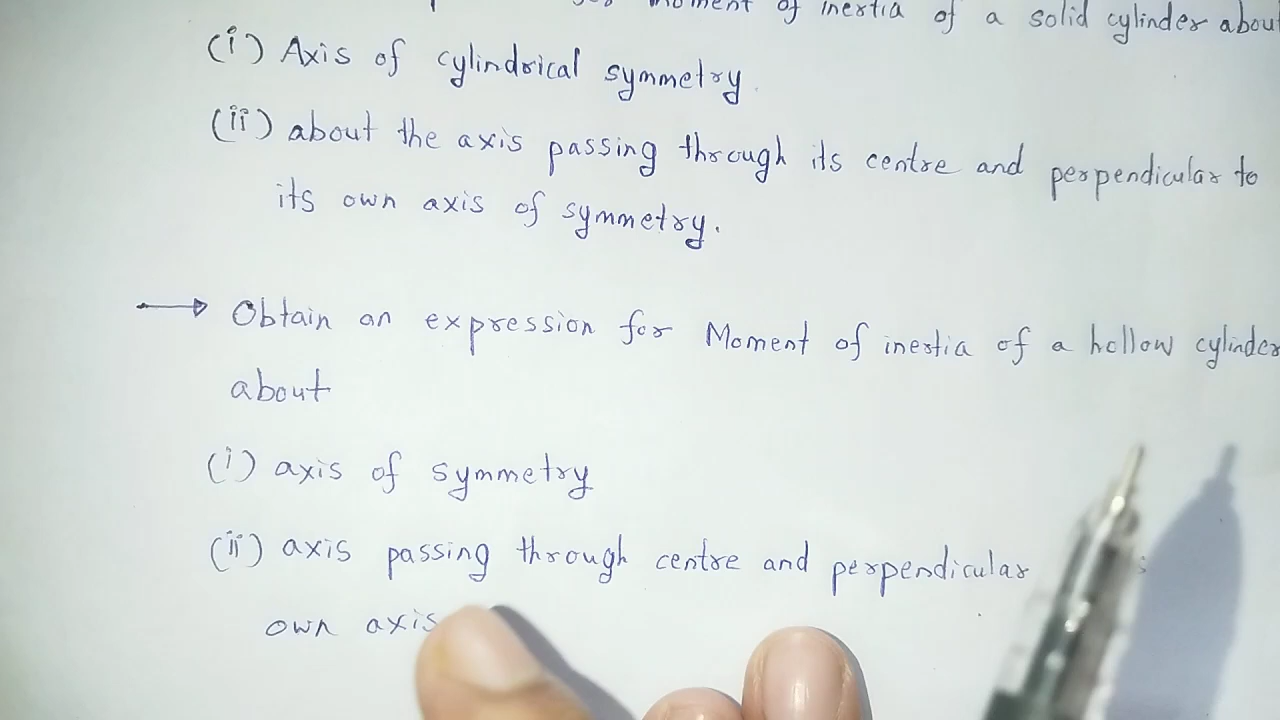 moment of inertia of a solid cylinder about
(i) Axis of cylindrical symmetry.
(ii) about the axis passing through its centre and perpendicular to
its own axis of symmetry.
→ Obtain an expression for Moment of inertia of a hollow cylinder
about
(i) axis of symmetry
(ii) axis passing through centre and perpendicular
own axis